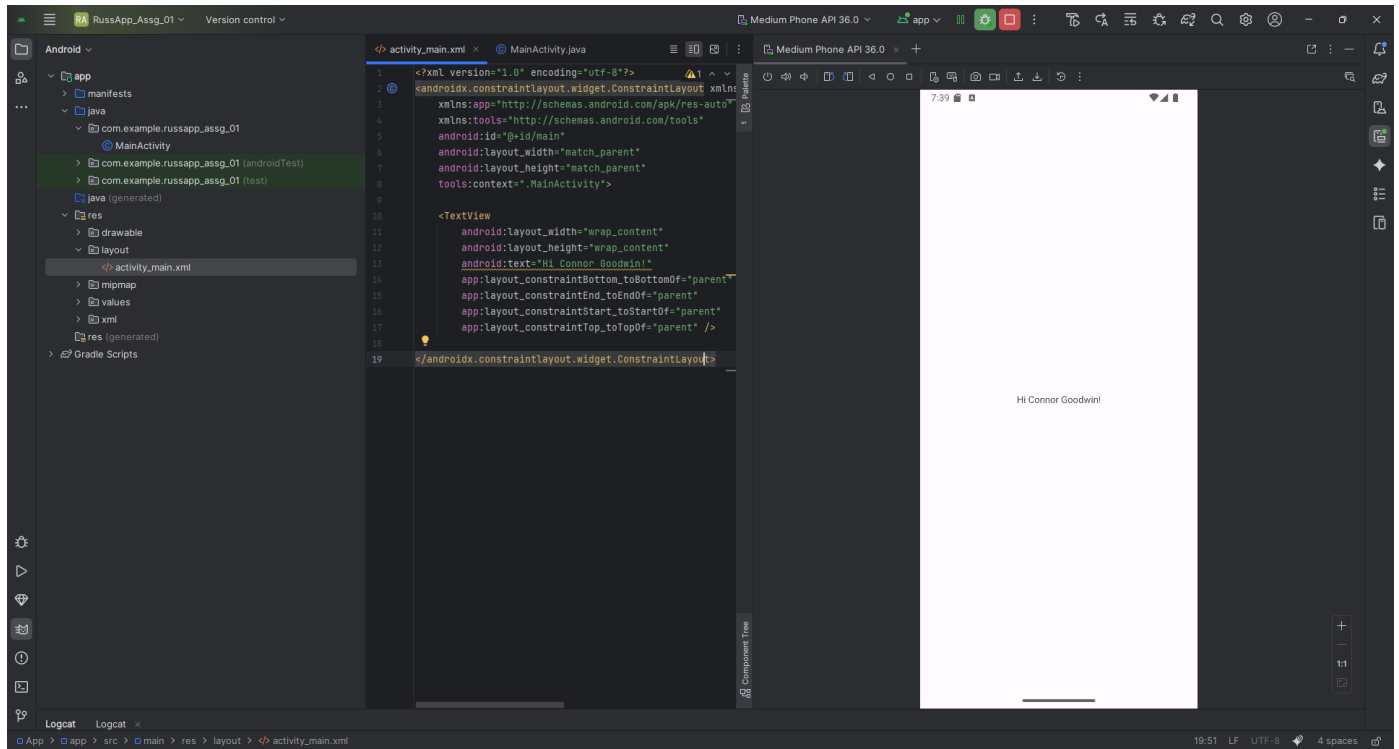 RA RussApp_Assg_01 Version control Medium Phone API 36.0 app
Android
app
manifests
java
com.example.russapp_assg_01
MainActivity
com.example.russapp_assg_01 (androidTest)
com.example.russapp_assg_01 (test)
java (generated)
res
drawable
layout
activity_main.xml
mipmap
values
xml
res (generated)
Gradle Scripts
activity_main.xml MainActivity.java
1 <?xml version="1.0" encoding="utf-8"?> 1
2 <androidx.constraintlayout.widget.ConstraintLayout xmlns
3 xmlns:app="http://schemas.android.com/apk/res-auto"
4 xmlns:tools="http://schemas.android.com/tools"
5 android:id="@+id/main"
6 android:layout_width="match_parent"
7 android:layout_height="match_parent"
8 tools:context=".MainActivity">
9
10 <TextView
11 android:layout_width="wrap_content"
12 android:layout_height="wrap_content"
13 android:text="Hi Connor Goodwin!"
14 app:layout_constraintBottom_toBottomOf="parent"
15 app:layout_constraintEnd_toEndOf="parent"
16 app:layout_constraintStart_toStartOf="parent"
17 app:layout_constraintTop_toTopOf="parent" />
18
19 </androidx.constraintlayout.widget.ConstraintLayout>
Palette
Component Tree
Medium Phone API 36.0
7:39
Hi Connor Goodwin!
1:1
Logcat Logcat
App > app > src > main > res > layout > activity_main.xml
19:51 LF UTF-8 4 spaces